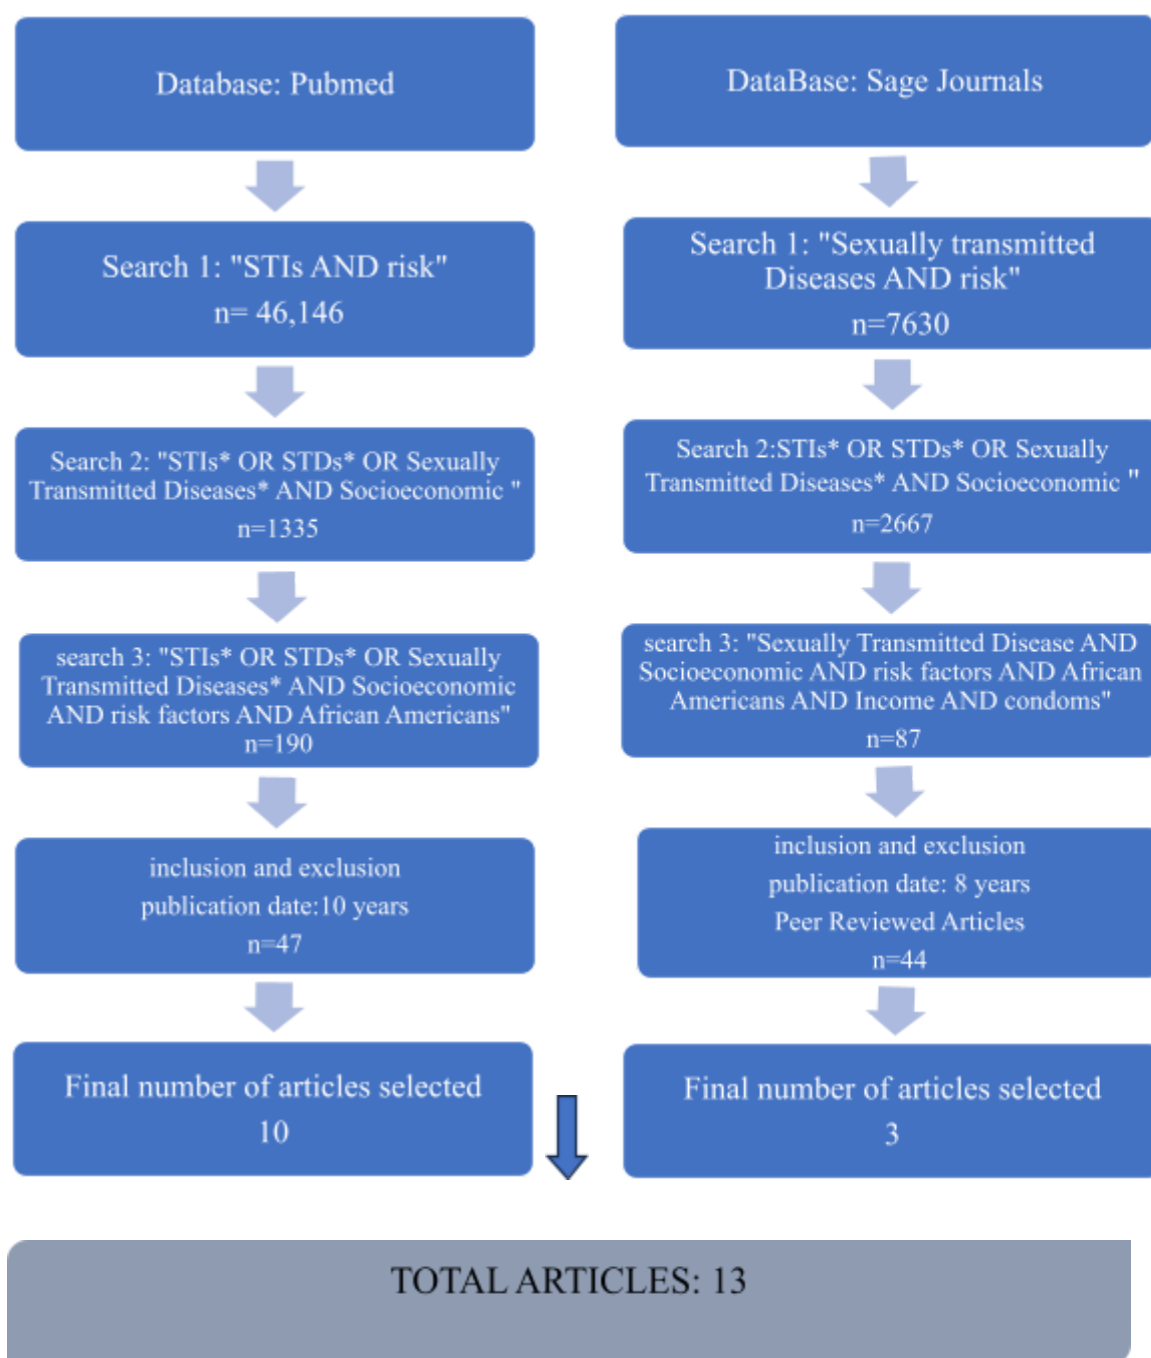 Database: Pubmed
Search 1: "STIs AND risk"
n= 46,146
Search 2: "STIs* OR STDs* OR Sexually
Transmitted Diseases* AND Socioeconomic "
n=1335
search 3: "STIs* OR STDs* OR Sexually
Transmitted Diseases* AND Socioeconomic
AND risk factors AND African Americans"
n=190
inclusion and exclusion
publication date:10 years
n=47
Final number of articles selected
10
DataBase: Sage Journals
Search 1: "Sexually transmitted
Diseases AND risk"
n=7630
Search 2:STIs* OR STDs* OR Sexually
Transmitted Diseases* AND Socioeconomic "
n=2667
search 3: "Sexually Transmitted Disease AND
Socioeconomic AND risk factors AND African
Americans AND Income AND condoms"
n=87
inclusion and exclusion
publication date: 8 years
Peer Reviewed Articles
n=44
Final number of articles selected
3
TOTAL ARTICLES: 13